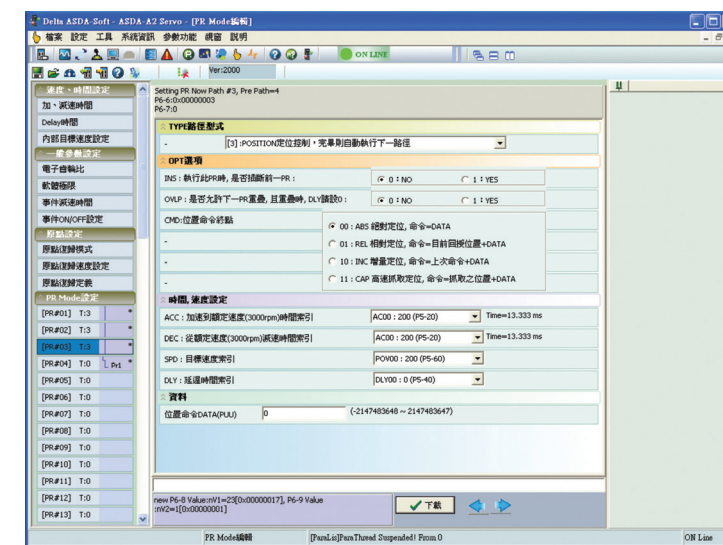 Delta ASDA-Soft - ASDA-A2 Servo - [PR Mode編輯]
檔案 設定 工具 系統資訊 參數功能 視窗 說明
ON LINE
Ver:2000
速度、時間設定
加、減速時間
Delay時間
內部目標速度設定
一般參數設定
電子齒輪比
軟體極限
事件減速時間
事件ON/OFF設定
原點設定
原點復歸模式
原點復歸速度設定
原點復歸定義
PR Mode設定
[PR#01] T:3 *
[PR#02] T:3 *
[PR#03] T:3 *
[PR#04] T:0 Pr1 *
[PR#05] T:0
[PR#06] T:0
[PR#07] T:0
[PR#08] T:0
[PR#09] T:0
[PR#10] T:0
[PR#11] T:0
[PR#12] T:0
[PR#13] T:0
Setting PR Now Path #3, Pre Path=4
P6-6:0x00000003
P6-7:0
TYPE路徑型式
- [3] :POSITION定位控制，完畢則自動執行下一路徑
OPT選項
INS : 執行此PR時, 是否插斷前一PR : 0 : NO 1 : YES
OVLP : 是否允許下一PR重疊, 且重疊時, DLY請設0 : 0 : NO 1 : YES
CMD:位置命令終點 00 : ABS 絕對定位, 命令=DATA
- 01 : REL 相對定位, 命令=目前回授位置+DATA
- 10 : INC 增量定位, 命令=上次命令+DATA
- 11 : CAP 高速抓取定位, 命令=抓取之位置+DATA
時間, 速度設定
ACC : 加速到額定速度(3000rpm)時間索引 AC00 : 200 (P5-20) Time=13.333 ms
DEC : 從額定速度(3000rpm)減速時間索引 AC00 : 200 (P5-20) Time=13.333 ms
SPD : 目標速度索引 POV00 : 200 (P5-60)
DLY : 延遲時間索引 DLY00 : 0 (P5-40)
資料
位置命令DATA(PUU) 0 (-2147483648 ~ 2147483647)
new P6-8 Value:nV1=23[0x00000017], P6-9 Value
:nV2=1[0x00000001]
下載
PR Mode編輯 [ParaLis]ParaThread Suspended! From 0 ON Line